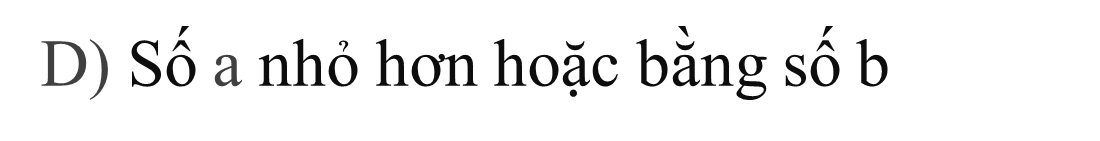 D) Số a nhỏ hơn hoặc bằng số b